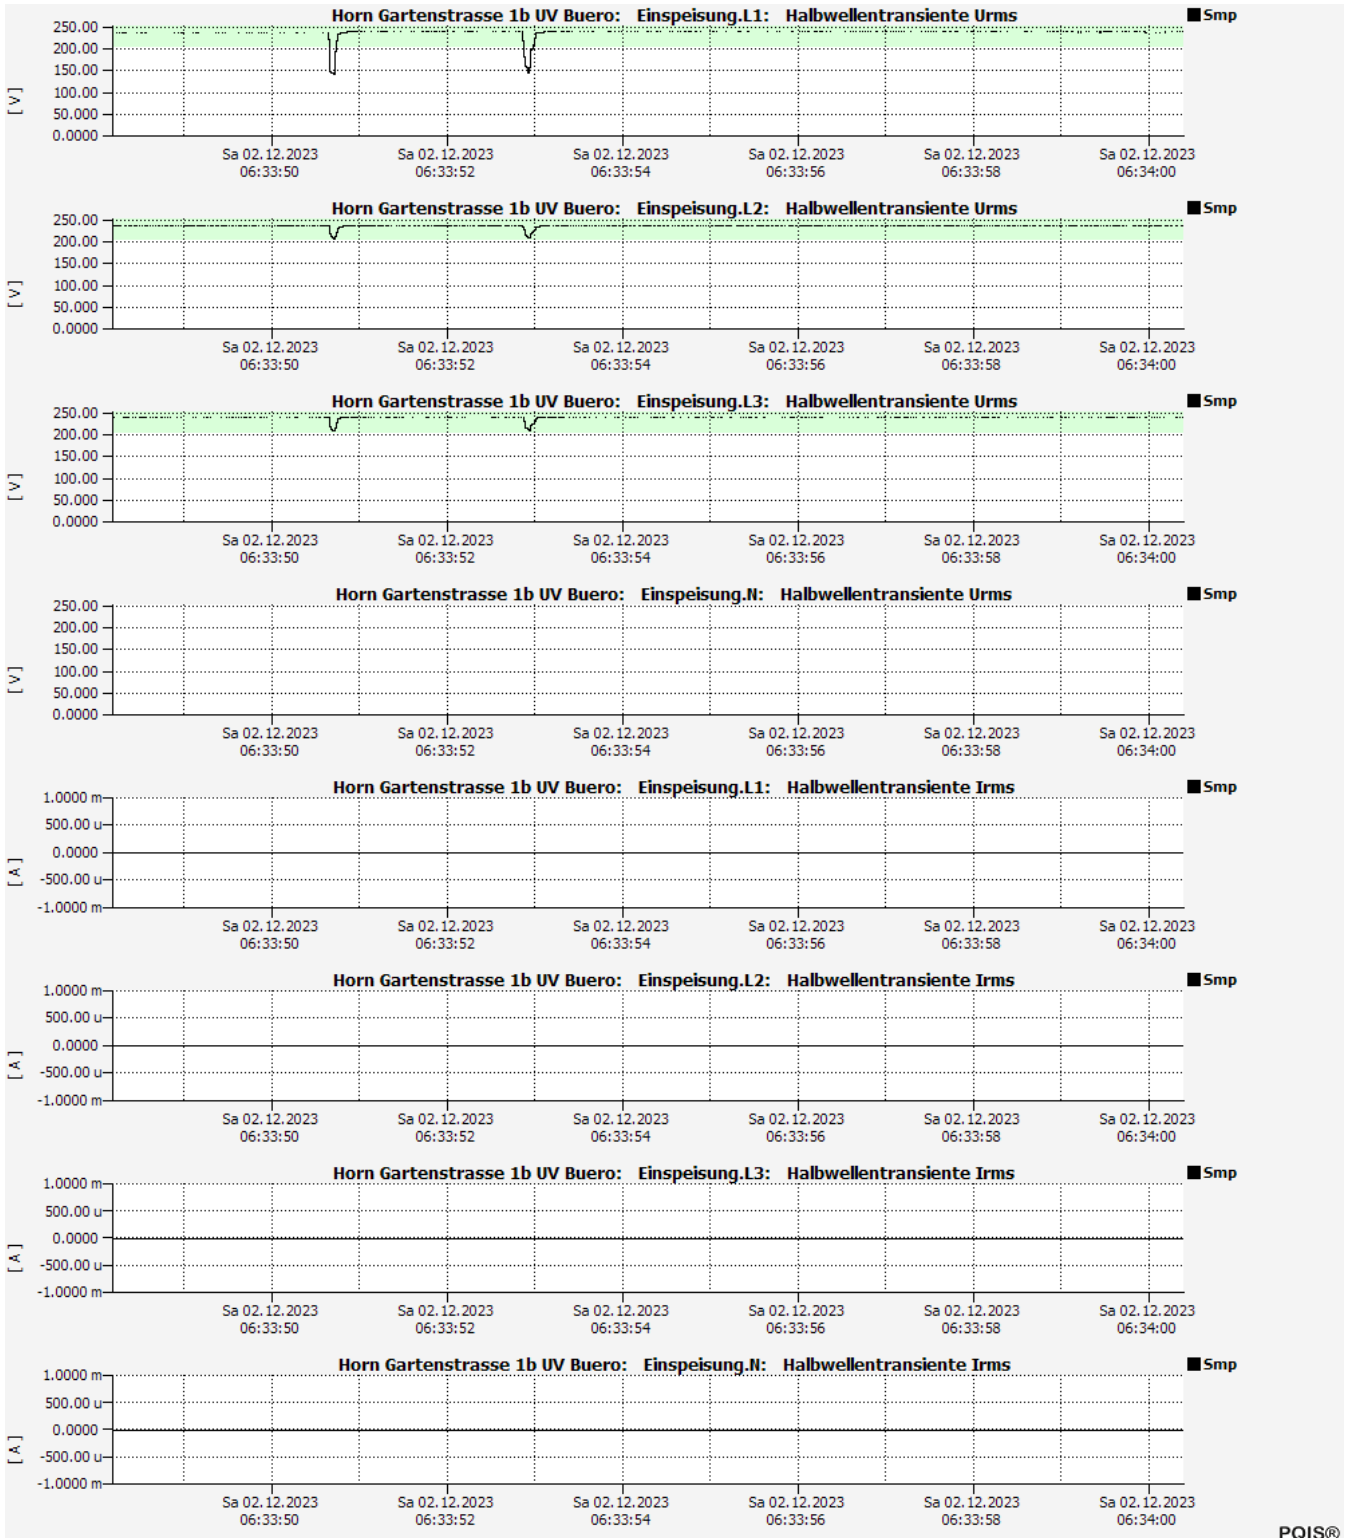 Horn Gartenstrasse 1b UV Buero: Einspeisung.L1: Halbwellentransiente Urms
Smp
250.00
200.00
150.00
100.00
50.000
0.0000
[ V ]
Sa 02.12.2023 Sa 02.12.2023 Sa 02.12.2023 Sa 02.12.2023 Sa 02.12.2023 Sa 02.12.2023
06:33:50 06:33:52 06:33:54 06:33:56 06:33:58 06:34:00
Horn Gartenstrasse 1b UV Buero: Einspeisung.L2: Halbwellentransiente Urms
Smp
250.00
200.00
150.00
100.00
50.000
0.0000
[ V ]
Sa 02.12.2023 Sa 02.12.2023 Sa 02.12.2023 Sa 02.12.2023 Sa 02.12.2023 Sa 02.12.2023
06:33:50 06:33:52 06:33:54 06:33:56 06:33:58 06:34:00
Horn Gartenstrasse 1b UV Buero: Einspeisung.L3: Halbwellentransiente Urms
Smp
250.00
200.00
150.00
100.00
50.000
0.0000
[ V ]
Sa 02.12.2023 Sa 02.12.2023 Sa 02.12.2023 Sa 02.12.2023 Sa 02.12.2023 Sa 02.12.2023
06:33:50 06:33:52 06:33:54 06:33:56 06:33:58 06:34:00
Horn Gartenstrasse 1b UV Buero: Einspeisung.N: Halbwellentransiente Urms
Smp
250.00
200.00
150.00
100.00
50.000
0.0000
[ V ]
Sa 02.12.2023 Sa 02.12.2023 Sa 02.12.2023 Sa 02.12.2023 Sa 02.12.2023 Sa 02.12.2023
06:33:50 06:33:52 06:33:54 06:33:56 06:33:58 06:34:00
Horn Gartenstrasse 1b UV Buero: Einspeisung.L1: Halbwellentransiente Irms
Smp
1.0000 m
500.00 u
0.0000
-500.00 u
-1.0000 m
[ A ]
Sa 02.12.2023 Sa 02.12.2023 Sa 02.12.2023 Sa 02.12.2023 Sa 02.12.2023 Sa 02.12.2023
06:33:50 06:33:52 06:33:54 06:33:56 06:33:58 06:34:00
Horn Gartenstrasse 1b UV Buero: Einspeisung.L2: Halbwellentransiente Irms
Smp
1.0000 m
500.00 u
0.0000
-500.00 u
-1.0000 m
[ A ]
Sa 02.12.2023 Sa 02.12.2023 Sa 02.12.2023 Sa 02.12.2023 Sa 02.12.2023 Sa 02.12.2023
06:33:50 06:33:52 06:33:54 06:33:56 06:33:58 06:34:00
Horn Gartenstrasse 1b UV Buero: Einspeisung.L3: Halbwellentransiente Irms
Smp
1.0000 m
500.00 u
0.0000
-500.00 u
-1.0000 m
[ A ]
Sa 02.12.2023 Sa 02.12.2023 Sa 02.12.2023 Sa 02.12.2023 Sa 02.12.2023 Sa 02.12.2023
06:33:50 06:33:52 06:33:54 06:33:56 06:33:58 06:34:00
Horn Gartenstrasse 1b UV Buero: Einspeisung.N: Halbwellentransiente Irms
Smp
1.0000 m
500.00 u
0.0000
-500.00 u
-1.0000 m
[ A ]
Sa 02.12.2023 Sa 02.12.2023 Sa 02.12.2023 Sa 02.12.2023 Sa 02.12.2023 Sa 02.12.2023
06:33:50 06:33:52 06:33:54 06:33:56 06:33:58 06:34:00
PQIS®